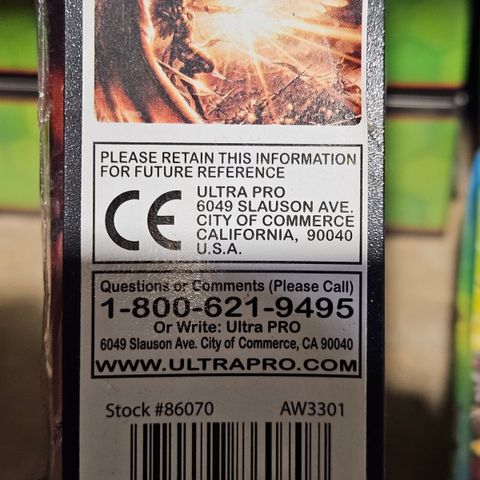 PLEASE RETAIN THIS INFORMATION
FOR FUTURE REFERENCE
CE
ULTRA PRO
6049 SLAUSON AVE.
CITY OF COMMERCE
CALIFORNIA, 90040
U.S.A.
Questions or Comments (Please Call)
1-800-621-9495
Or Write: Ultra PRO
6049 Slauson Ave. City of Commerce, CA 90040
WWW.ULTRAPRO.COM
Stock #86070 AW3301